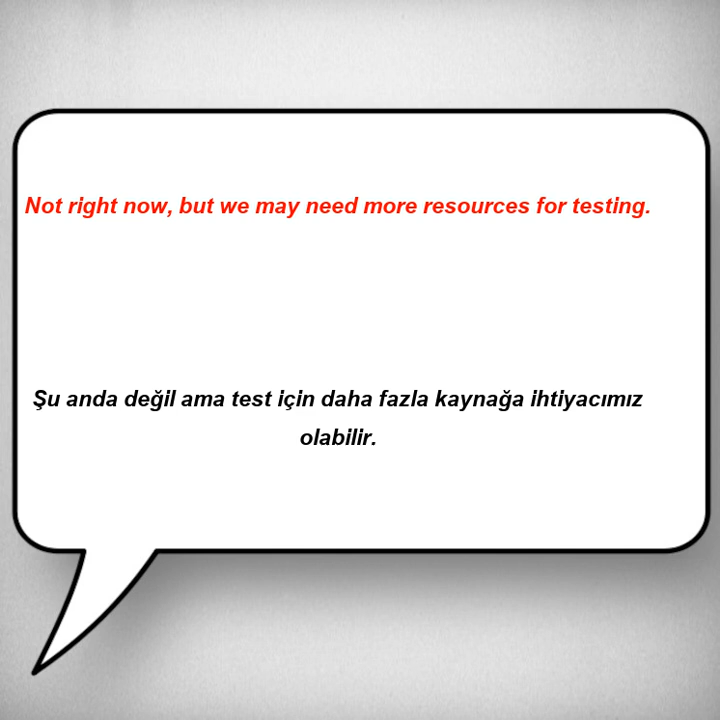 Not right now, but we may need more resources for testing.
Şu anda değil ama test için daha fazla kaynağa ihtiyacımız
olabilir.